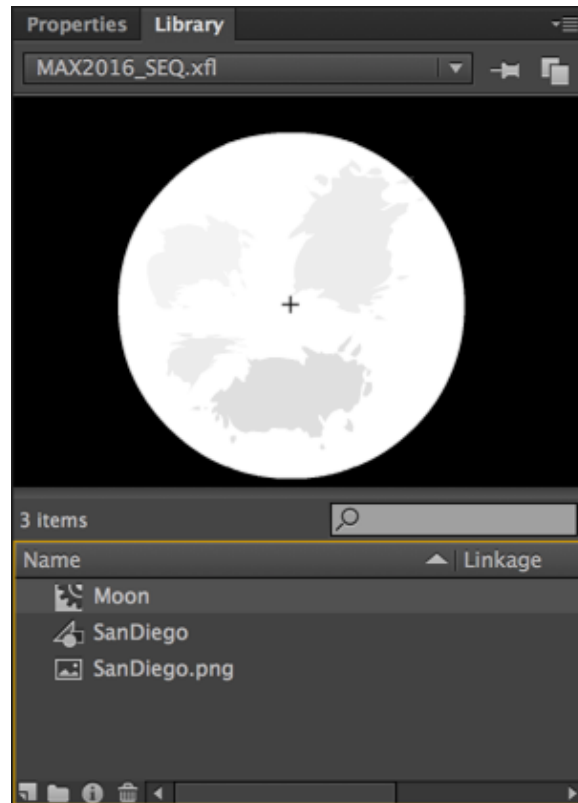 Properties Library
MAX2016_SEQ.xfl
3 items
Name Linkage
Moon
SanDiego
SanDiego.png